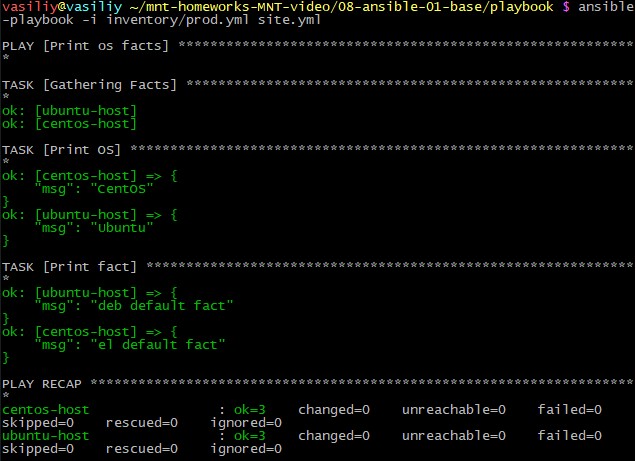 vasiliy@vasiliy ~/mnt-homeworks-MNT-video/08-ansible-01-base/playbook $ ansible
-playbook -i inventory/prod.yml site.yml
PLAY [Print os facts] *********************************************************
*
TASK [Gathering Facts] ********************************************************
*
ok: [ubuntu-host]
ok: [centos-host]
TASK [Print OS] ***************************************************************
*
ok: [centos-host] => {
    "msg": "CentOS"
}
ok: [ubuntu-host] => {
    "msg": "Ubuntu"
}
TASK [Print fact] *************************************************************
*
ok: [ubuntu-host] => {
    "msg": "deb default fact"
}
ok: [centos-host] => {
    "msg": "el default fact"
}
PLAY RECAP ********************************************************************
*
centos-host                : ok=3    changed=0    unreachable=0    failed=0
skipped=0    rescued=0    ignored=0
ubuntu-host                : ok=3    changed=0    unreachable=0    failed=0
skipped=0    rescued=0    ignored=0